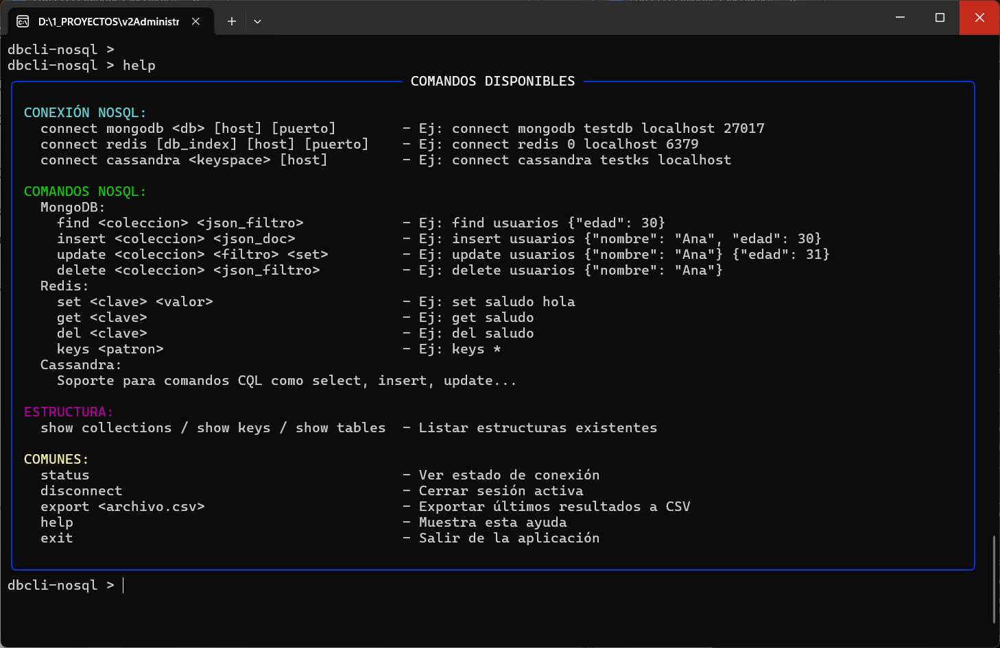 D:\1_PROYECTOS\v2Administr
dbcli-nosql >
dbcli-nosql > help
COMANDOS DISPONIBLES
CONEXIÓN NOSQL:
connect mongodb <db> [host] [puerto] - Ej: connect mongodb testdb localhost 27017
connect redis [db_index] [host] [puerto] - Ej: connect redis 0 localhost 6379
connect cassandra <keyspace> [host] - Ej: connect cassandra testks localhost
COMANDOS NOSQL:
MongoDB:
find <coleccion> <json_filtro> - Ej: find usuarios {"edad": 30}
insert <coleccion> <json_doc> - Ej: insert usuarios {"nombre": "Ana", "edad": 30}
update <coleccion> <filtro> <set> - Ej: update usuarios {"nombre": "Ana"} {"edad": 31}
delete <coleccion> <json_filtro> - Ej: delete usuarios {"nombre": "Ana"}
Redis:
set <clave> <valor> - Ej: set saludo hola
get <clave> - Ej: get saludo
del <clave> - Ej: del saludo
keys <patron> - Ej: keys *
Cassandra:
Soporte para comandos CQL como select, insert, update...
ESTRUCTURA:
show collections / show keys / show tables - Listar estructuras existentes
COMUNES:
status - Ver estado de conexión
disconnect - Cerrar sesión activa
export <archivo.csv> - Exportar últimos resultados a CSV
help - Muestra esta ayuda
exit - Salir de la aplicación
dbcli-nosql >